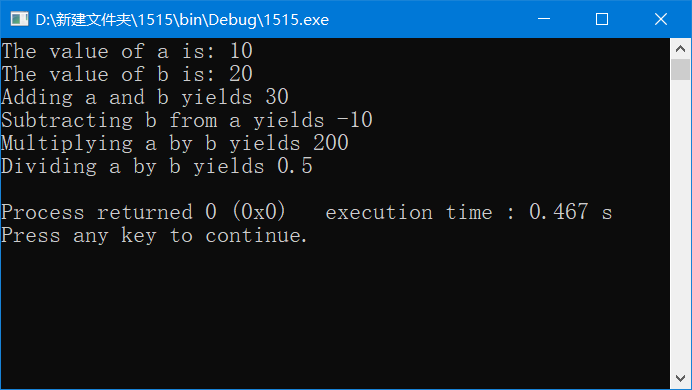 D:\新建文件夹\1515\bin\Debug\1515.exe
The value of a is: 10
The value of b is: 20
Adding a and b yields 30
Subtracting b from a yields -10
Multiplying a by b yields 200
Dividing a by b yields 0.5
Process returned 0 (0x0)   execution time : 0.467 s
Press any key to continue.